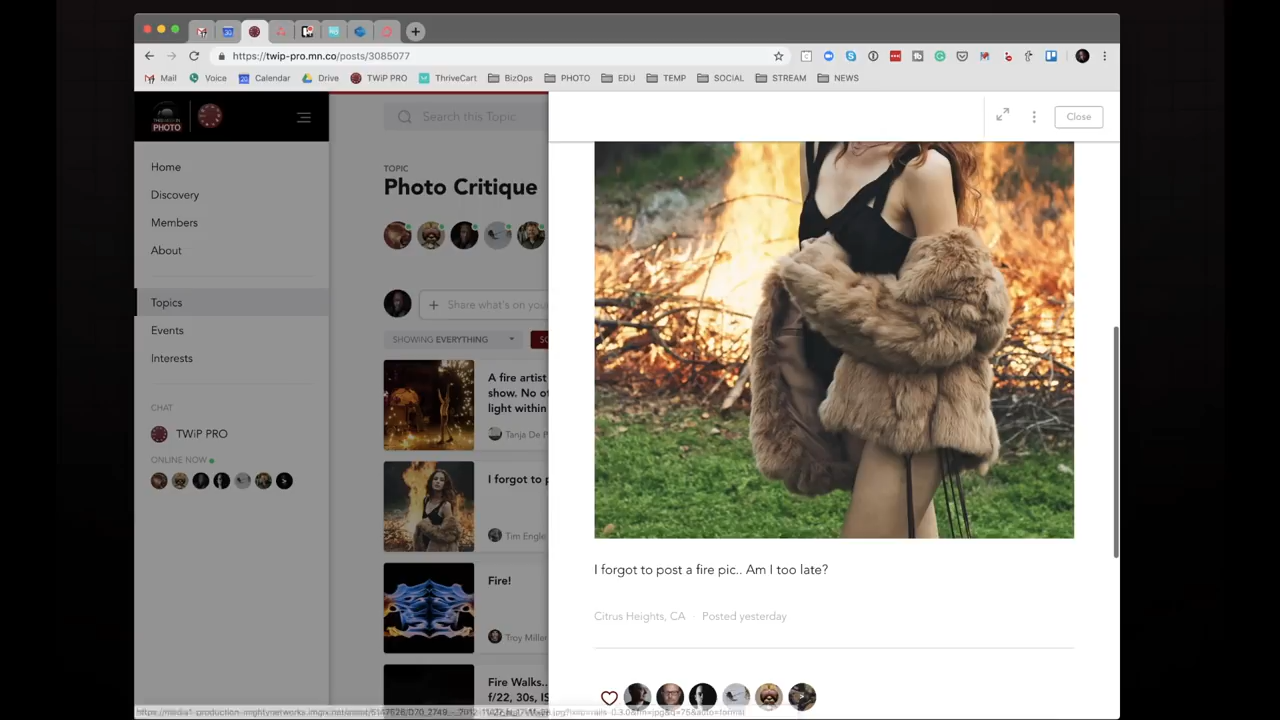 https://twip-pro.mn.co/posts/3085077
Mail Voice Calendar Drive TWiP PRO ThriveCart BizOps PHOTO EDU TEMP SOCIAL STREAM NEWS
PHOTO
Search this Topic
Close
Home
Discovery
Members
About
Topics
Events
Interests
CHAT
TWiP PRO
ONLINE NOW
TOPIC
Photo Critique
Share what's on you
SHOWING EVERYTHING
SO
A fire artist
show. No ot
light within
Tanja De P
I forgot to p
Tim Engle
Fire!
Troy Miller
Fire Walks..
f/22, 30s, IS
I forgot to post a fire pic.. Am I too late?
Citrus Heights, CA · Posted yesterday